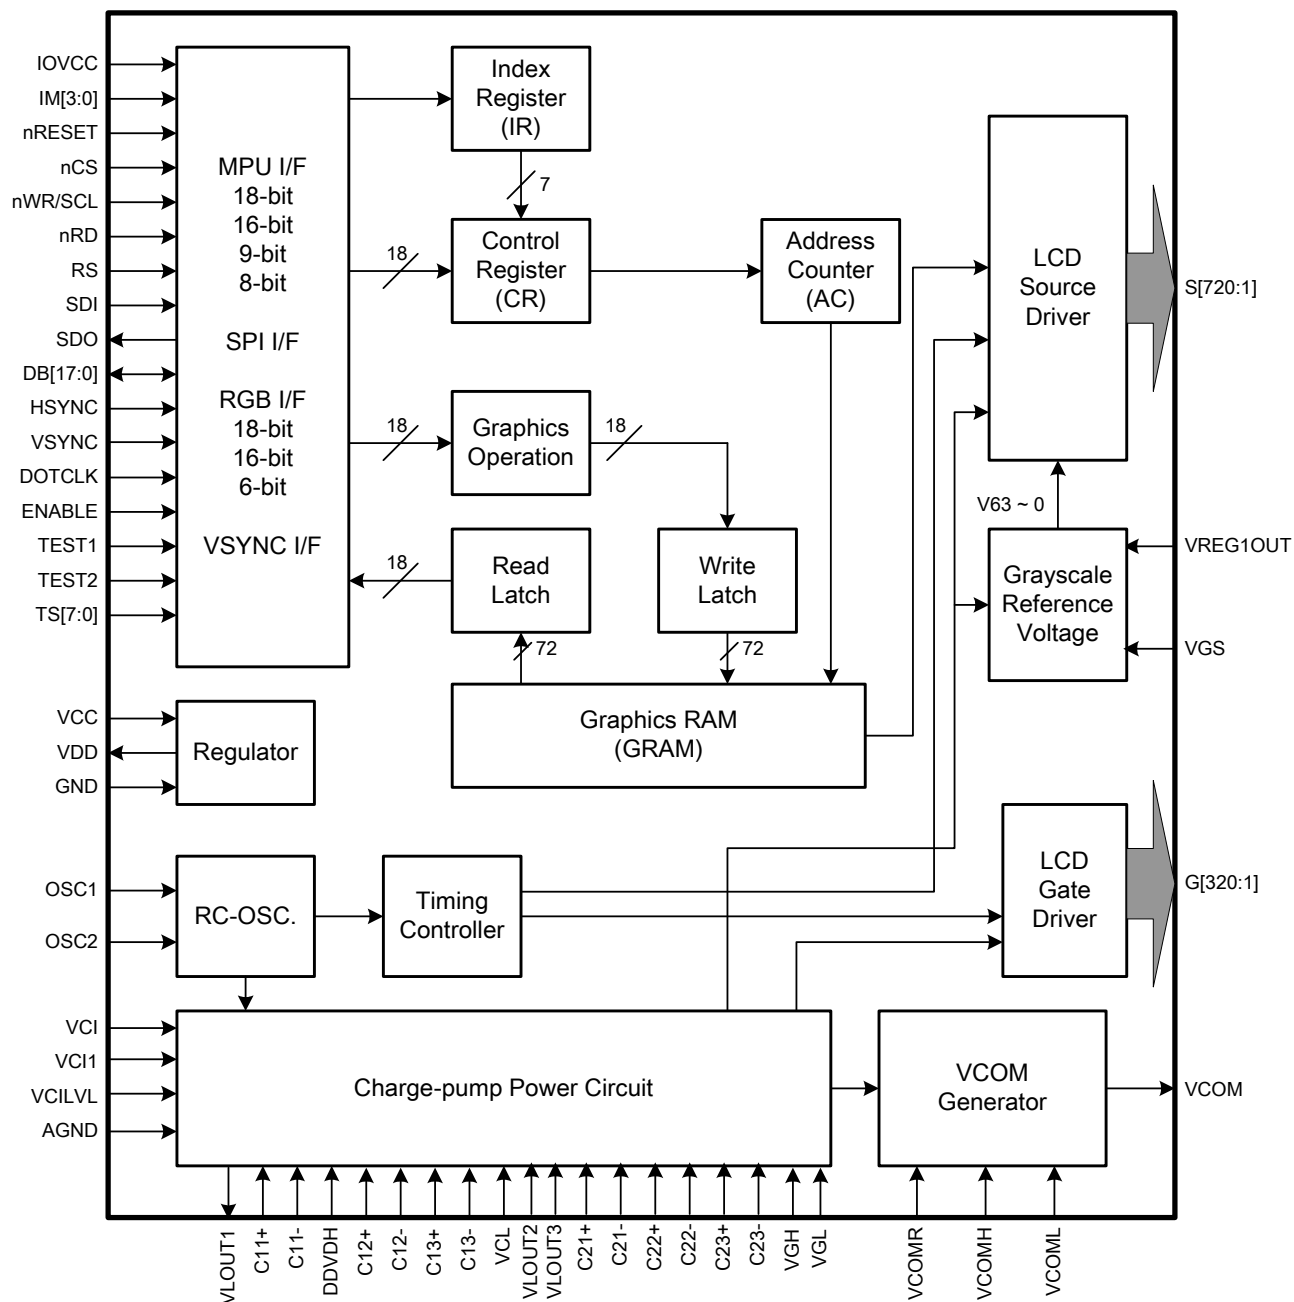 IOVCC
IM[3:0]
nRESET
nCS
nWR/SCL
nRD
RS
SDI
SDO
DB[17:0]
HSYNC
VSYNC
DOTCLK
ENABLE
TEST1
TEST2
TS[7:0]
MPU I/F
18-bit
16-bit
9-bit
8-bit
SPI I/F
RGB I/F
18-bit
16-bit
6-bit
VSYNC I/F
Index
Register
(IR)
7
18
Control
Register
(CR)
Address
Counter
(AC)
18
Graphics
Operation
18
18
Read
Latch
Write
Latch
72
72
Graphics RAM
(GRAM)
LCD
Source
Driver
S[720:1]
V63 ~ 0
Grayscale
Reference
Voltage
VREG1OUT
VGS
VCC
VDD
GND
Regulator
OSC1
OSC2
RC-OSC.
Timing
Controller
LCD
Gate
Driver
G[320:1]
VCI
VCI1
VCILVL
AGND
Charge-pump Power Circuit
VCOM
Generator
VCOM
VLOUT1
C11+
C11-
DDVDH
C12+
C12-
C13+
C13-
VCL
VLOUT2
VLOUT3
C21+
C21-
C22+
C22-
C23+
C23-
VGH
VGL
VCOMR
VCOMH
VCOML